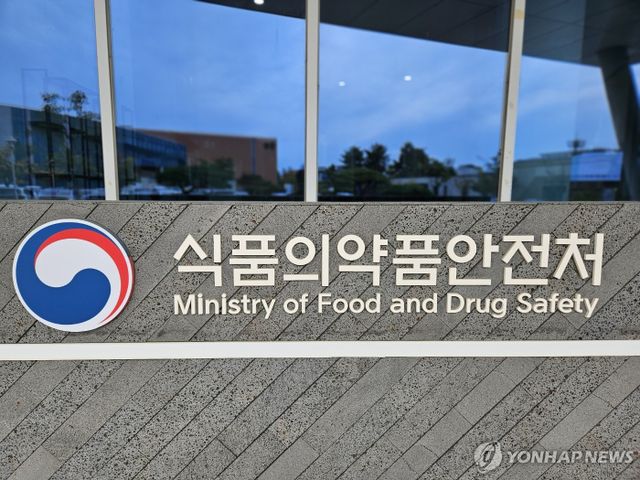 식품의약품안전처
Ministry of Food and Drug Safety
YONHAP NEWS